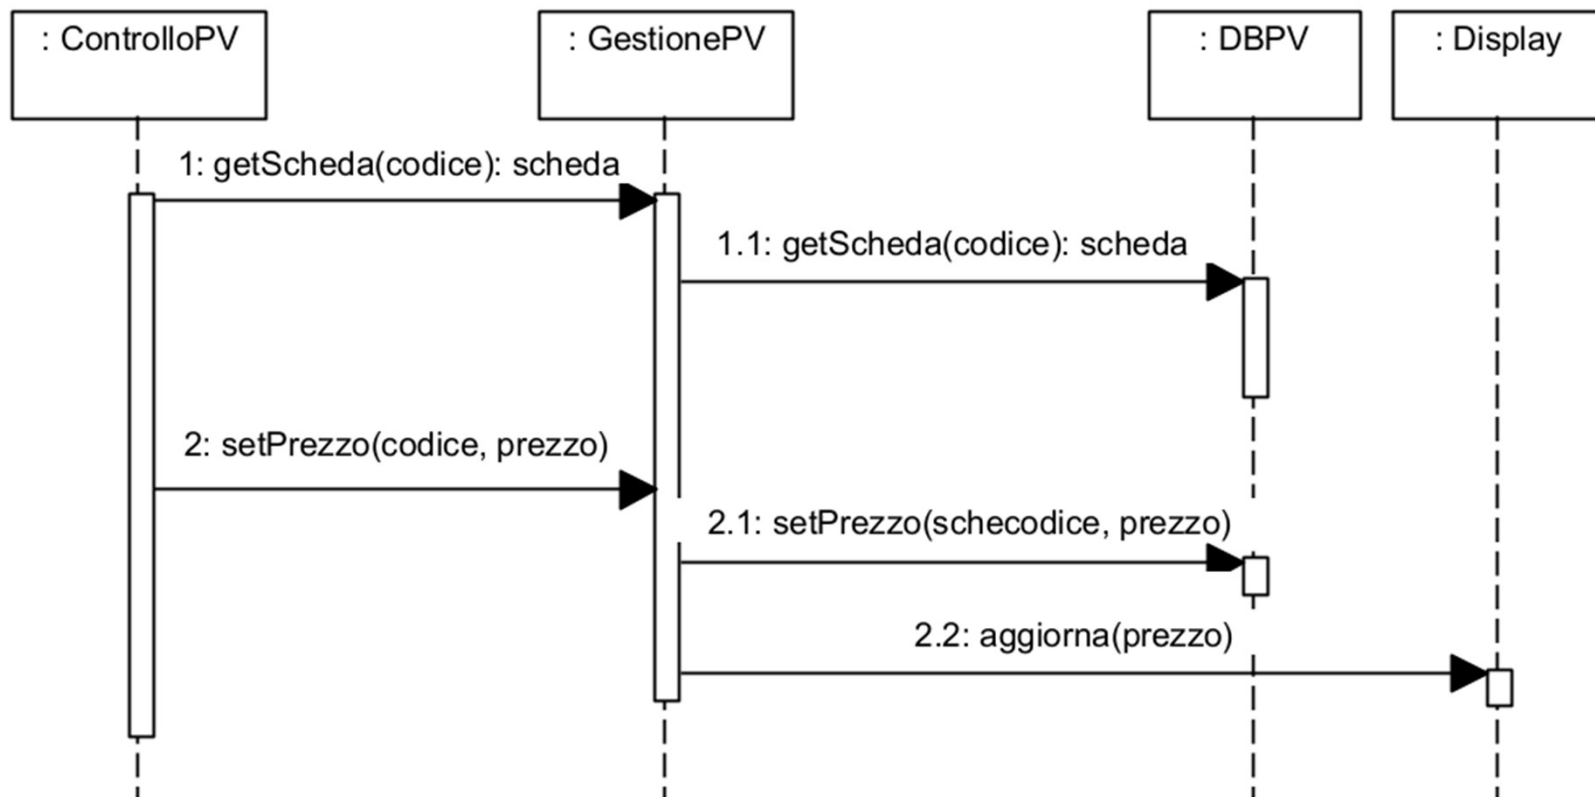 : ControlloPV
: GestionePV
: DBPV
: Display
1: getScheda(codice): scheda
1.1: getScheda(codice): scheda
2: setPrezzo(codice, prezzo)
2.1: setPrezzo(schecodice, prezzo)
2.2: aggiorna(prezzo)